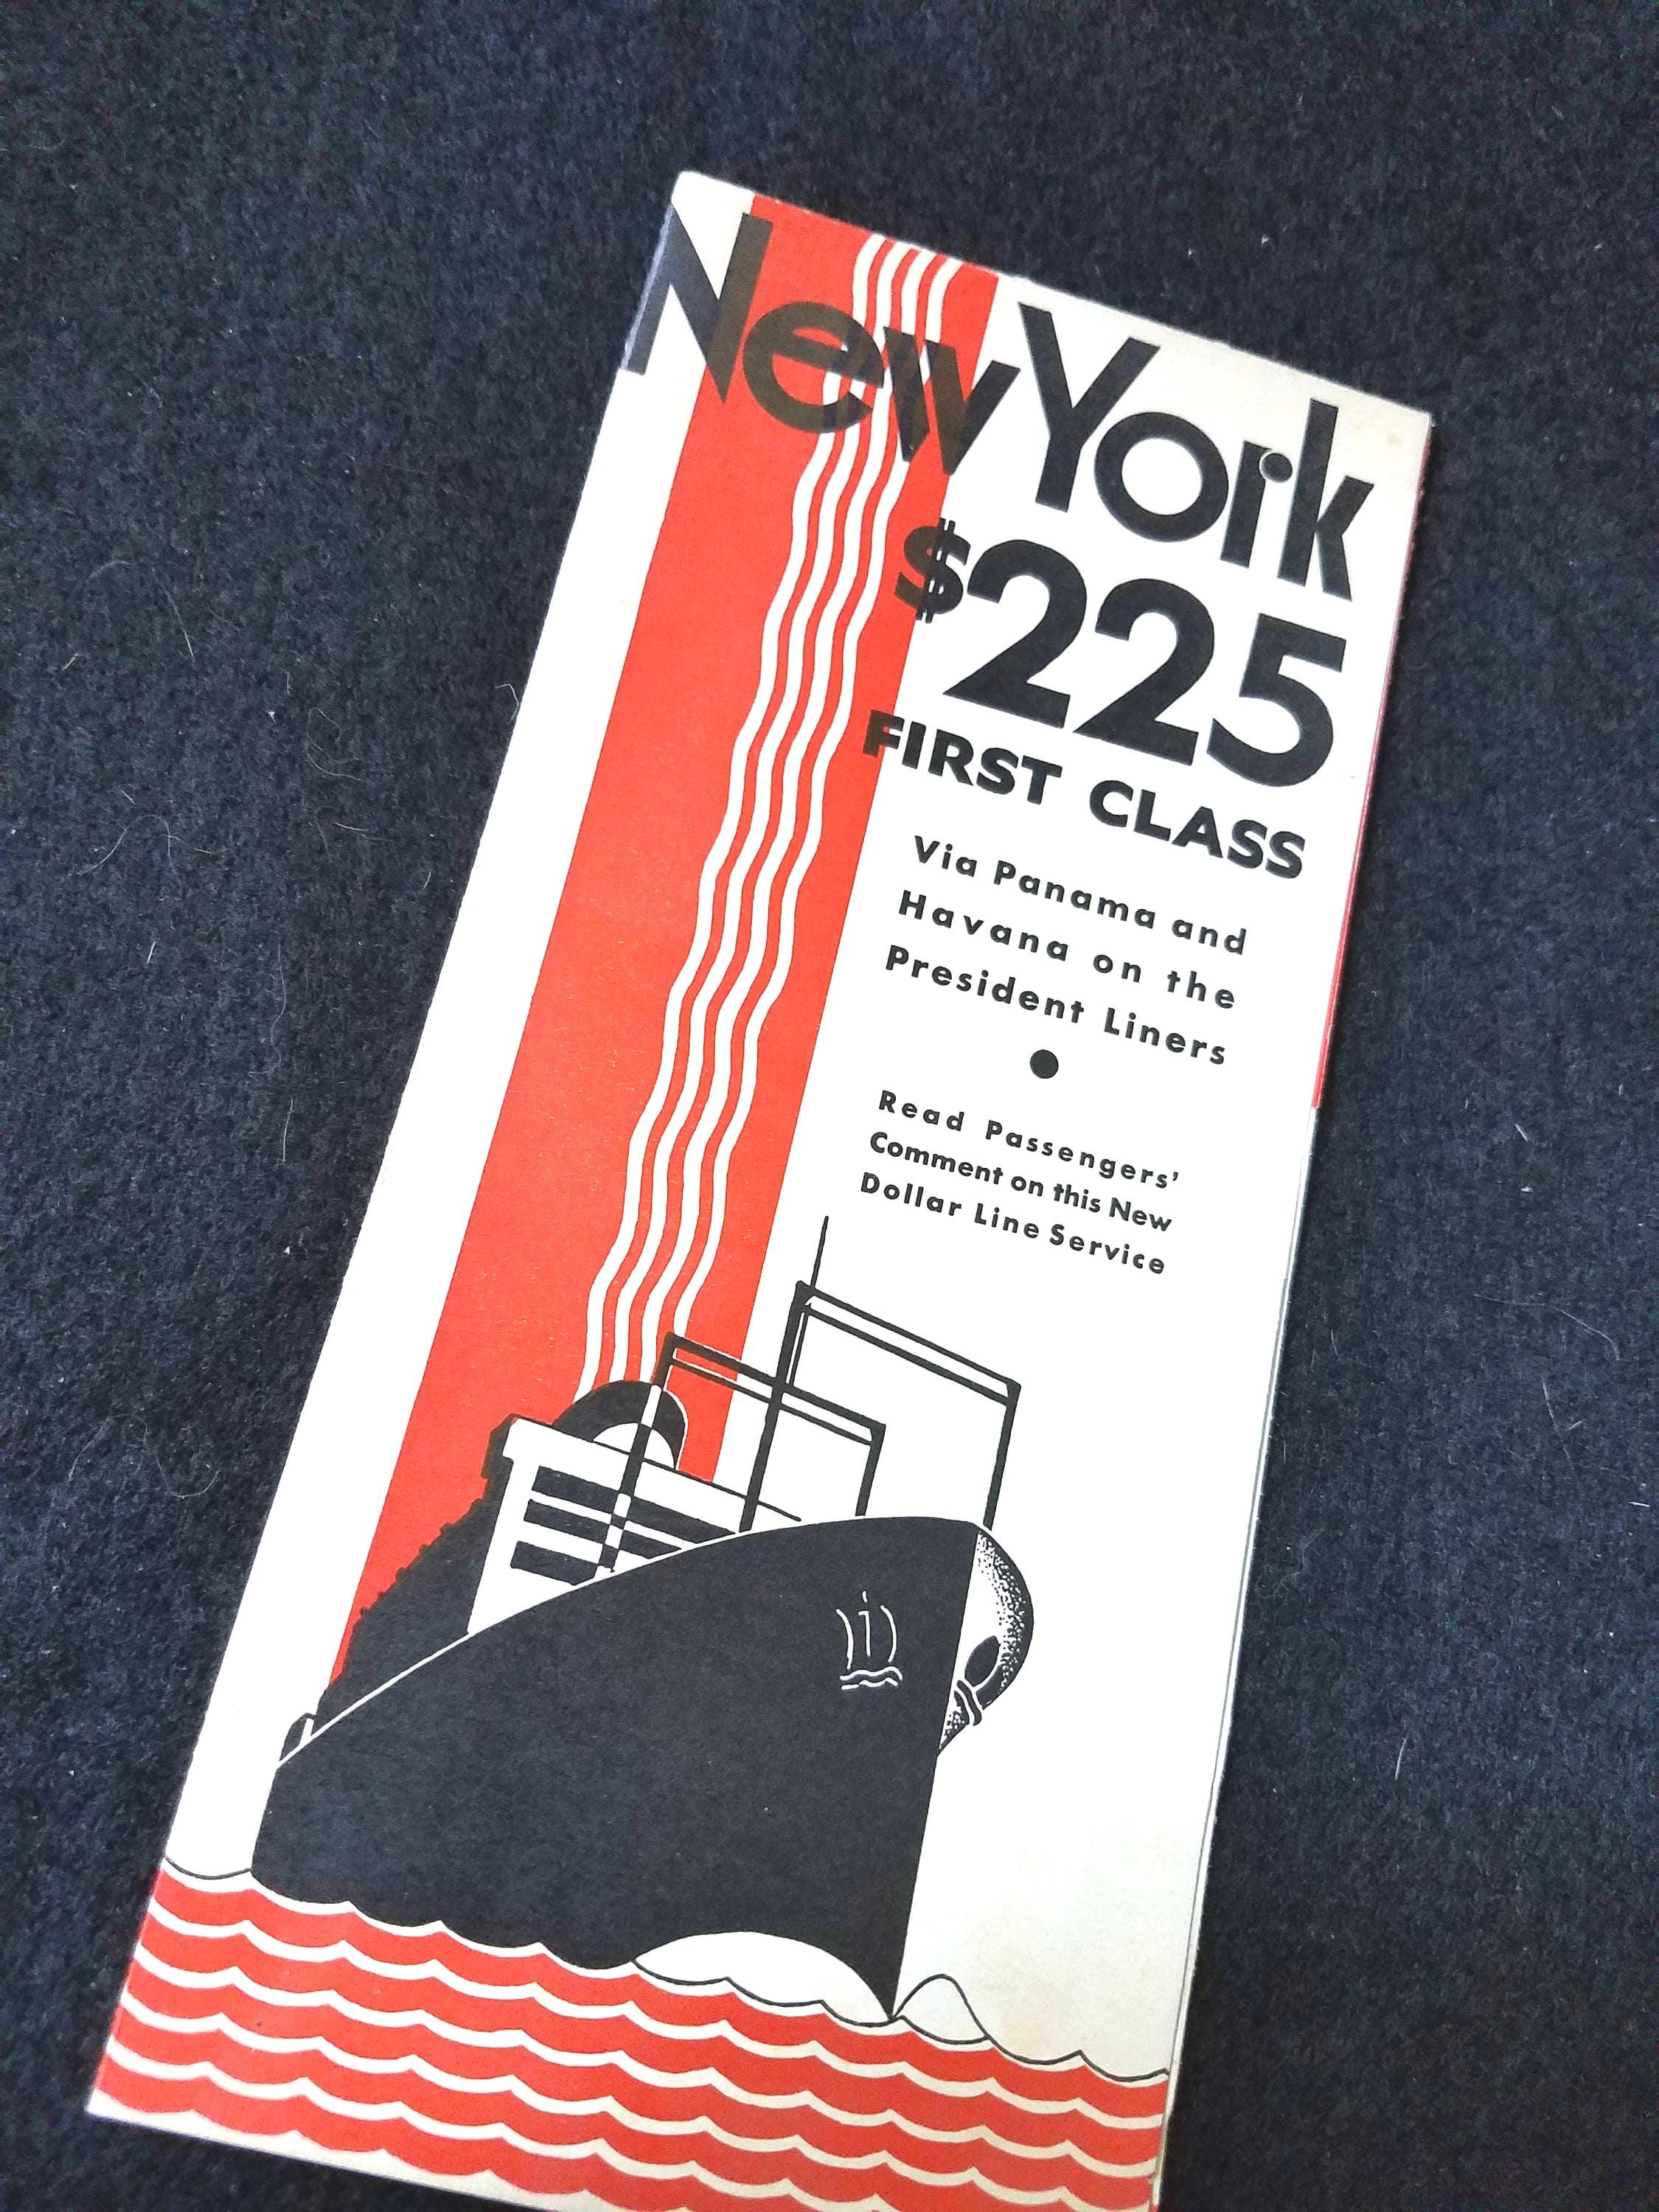 New York
$225
FIRST CLASS
Via Panama and
Havana on the
President Liners
Read Passengers'
Comment on this New
Dollar Line Service